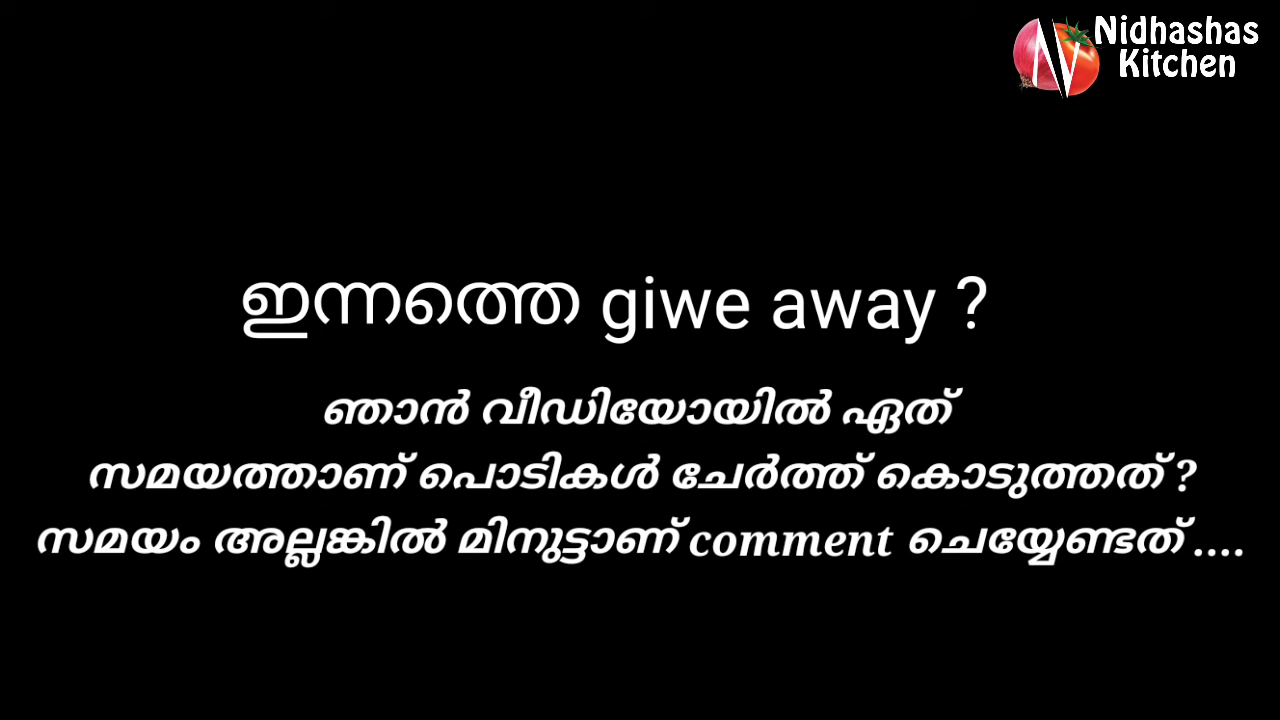 Nidhashas
Kitchen
ഇന്നത്തെ giwe away ?
ഞാൻ വീഡിയോയിൽ ഏത്
സമയത്താണ് പൊടികൾ ചേർത്ത് കൊടുത്തത് ?
സമയം അല്ലങ്കിൽ മിനുട്ടാണ് comment ചെയ്യേണ്ടത് ....